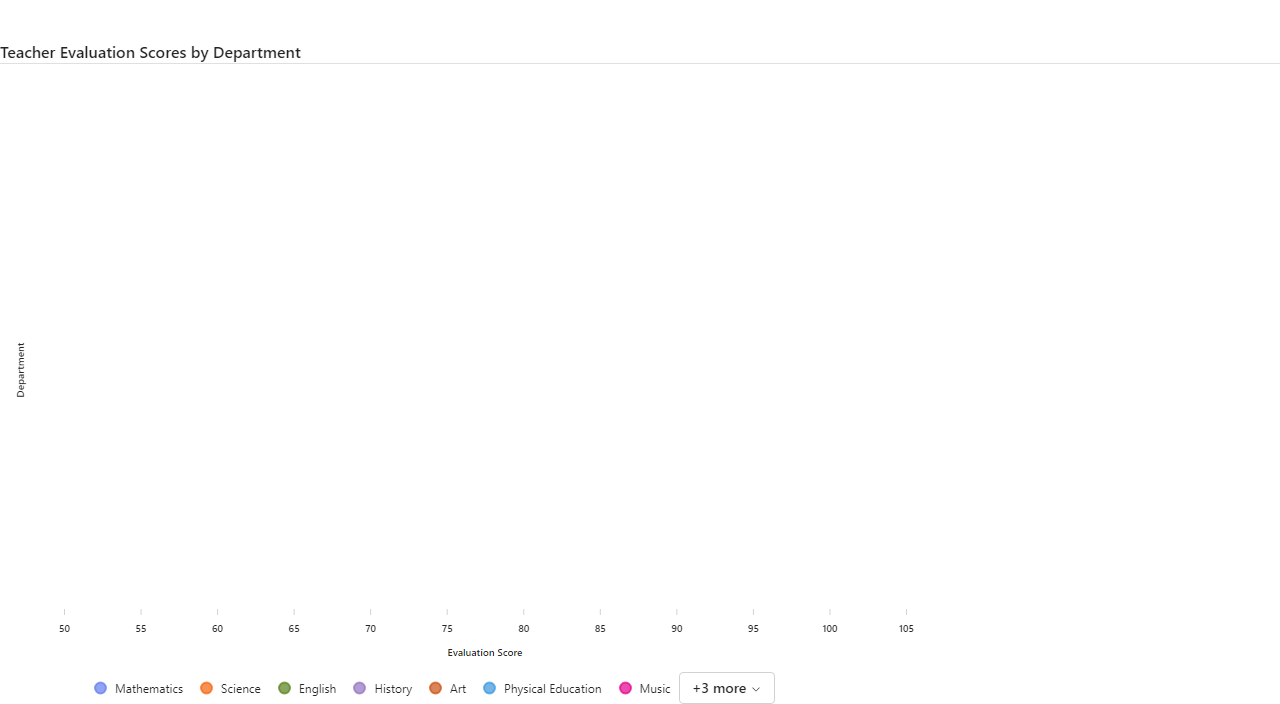 Teacher Evaluation Scores by Department
Department
50 55 60 65 70 75 80 85 90 95 100 105
Evaluation Score
Mathematics Science English History Art Physical Education Music +3 more